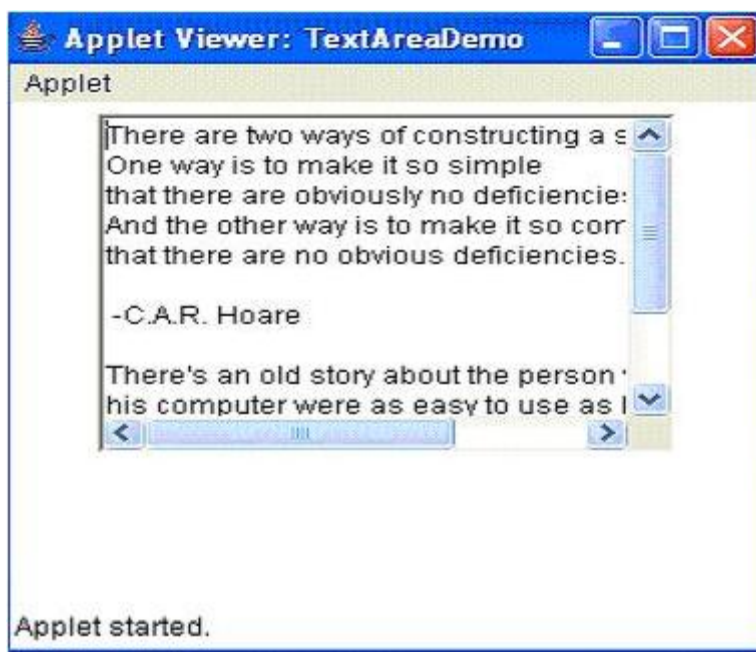 Applet Viewer: TextAreaDemo
Applet
There are two ways of constructing a s
One way is to make it so simple
that there are obviously no deficiencie
And the other way is to make it so com
that there are no obvious deficiencies.
-C.A.R. Hoare
There's an old story about the person
his computer were as easy to use as
Applet started.